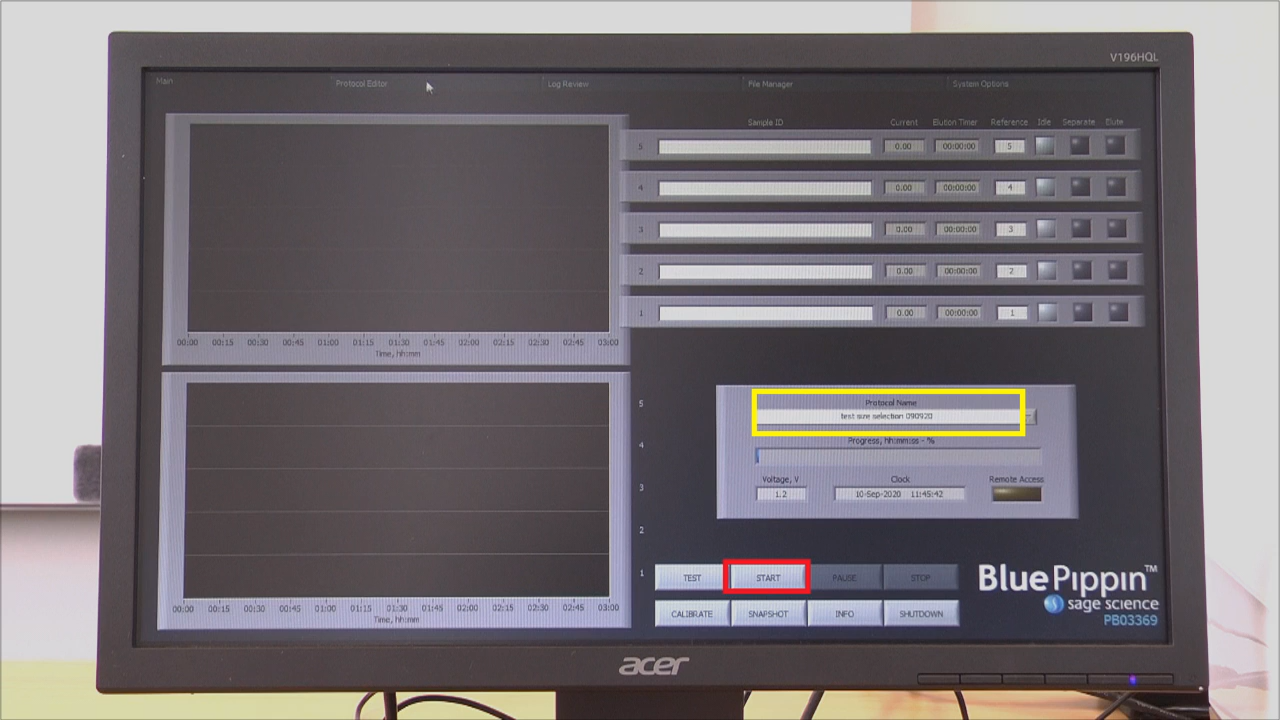 V196HQL
Main Protocol Editor Log Review File Manager System Options
Sample ID Current Elution Timer Reference Idle Separate Elute
5 0.00 00:00:00 5
4 0.00 00:00:00 4
3 0.00 00:00:00 3
2 0.00 00:00:00 2
1 0.00 00:00:00 1
00:00 00:15 00:30 00:45 01:00 01:15 01:30 01:45 02:00 02:15 02:30 02:45 03:00
Time, hh:mm
5
4
3
2
1
Protocol Name
test size selection 090920
Progress, hh:mm:ss - %
Voltage, V Clock Remote Access
1.2 10-Sep-2020 11:45:42
TEST START PAUSE STOP
CALIBRATE SNAPSHOT INFO SHUTDOWN
BluePippin™
sage science
PB03369
00:00 00:15 00:30 00:45 01:00 01:15 01:30 01:45 02:00 02:15 02:30 02:45 03:00
Time, hh:mm
acer